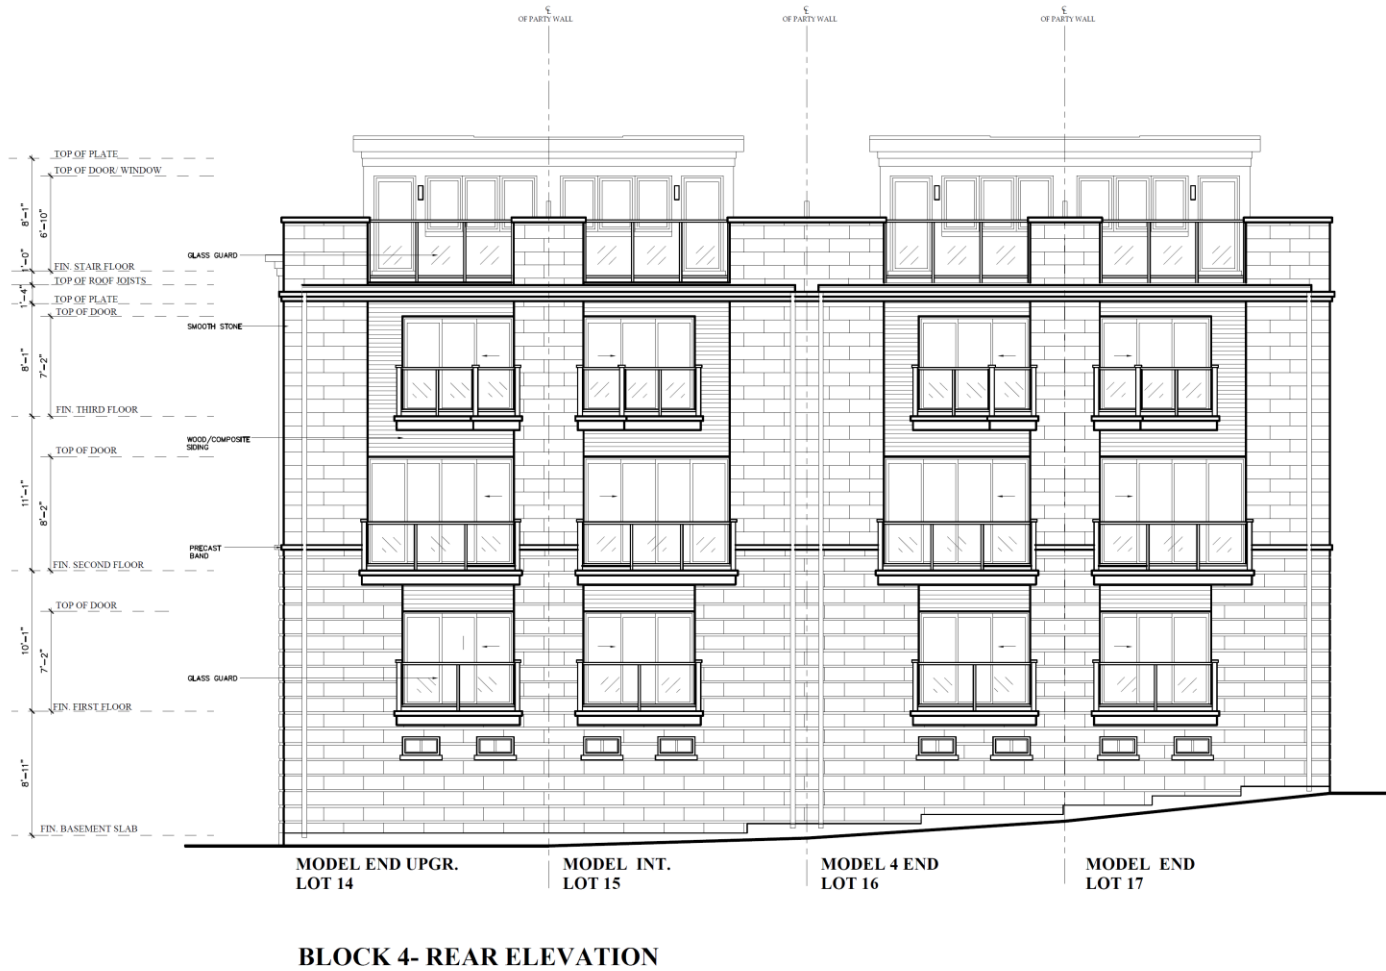 ℄
OF PARTY WALL
℄
OF PARTY WALL
℄
OF PARTY WALL
TOP OF PLATE
TOP OF DOOR/ WINDOW
8'-1"
6'-10"
GLASS GUARD
1'-0"
FIN. STAIR FLOOR
TOP OF ROOF JOISTS
1'-4"
TOP OF PLATE
TOP OF DOOR
SMOOTH STONE
8'-1"
7'-2"
FIN. THIRD FLOOR
WOOD/COMPOSITE
SIDING
TOP OF DOOR
11'-1"
8'-2"
PRECAST
BAND
FIN. SECOND FLOOR
TOP OF DOOR
10'-1"
7'-2"
GLASS GUARD
FIN. FIRST FLOOR
8'-11"
FIN. BASEMENT SLAB
MODEL END UPGR.
LOT 14
MODEL INT.
LOT 15
MODEL 4 END
LOT 16
MODEL END
LOT 17
BLOCK 4- REAR ELEVATION